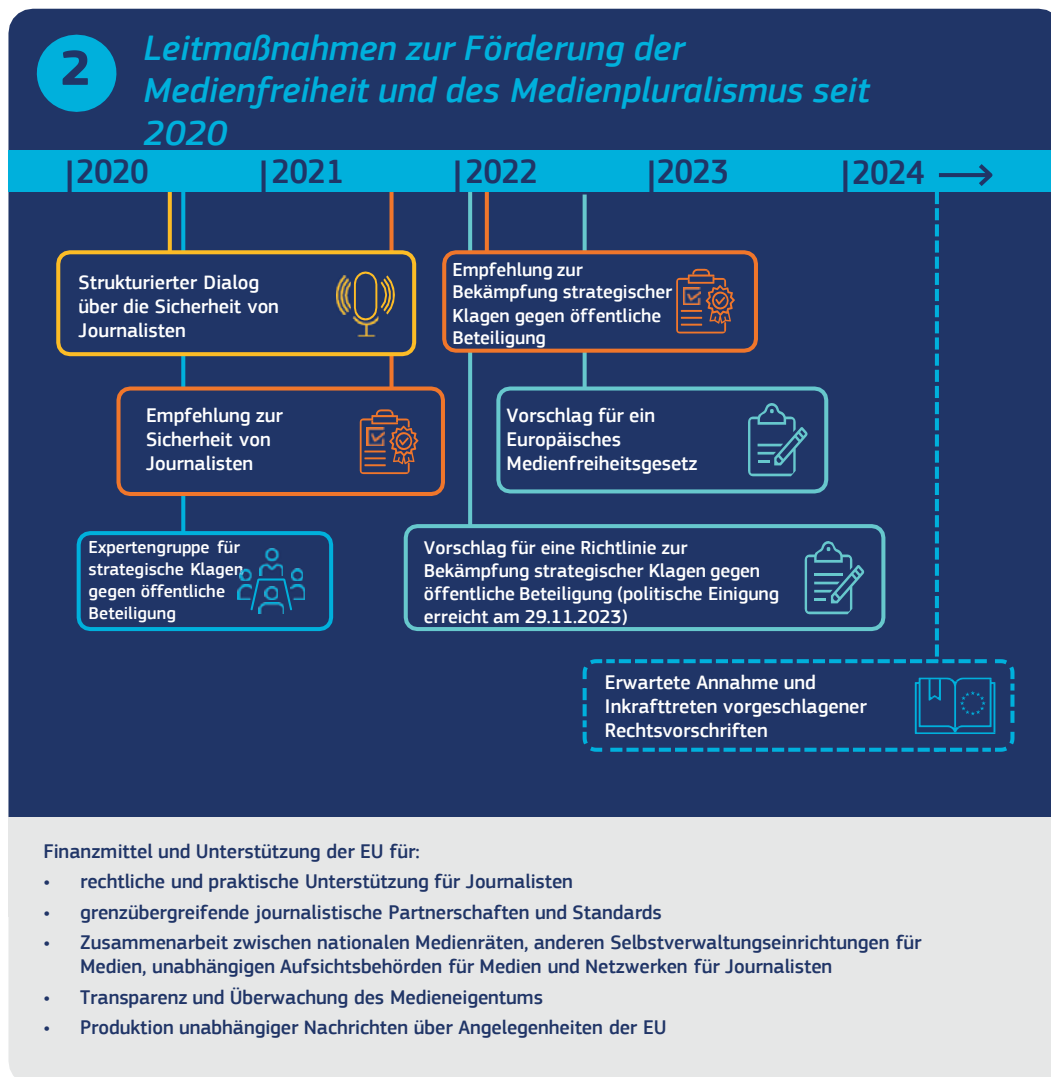 2
Leitmaßnahmen zur Förderung der
Medienfreiheit und des Medienpluralismus seit
2020
|2020 |2021 |2022 |2023 |2024
Strukturierter Dialog
über die Sicherheit von
Journalisten
Empfehlung zur
Bekämpfung strategischer
Klagen gegen öffentliche
Beteiligung
Empfehlung zur
Sicherheit von
Journalisten
Vorschlag für ein
Europäisches
Medienfreiheitsgesetz
Expertengruppe für
strategische Klagen
gegen öffentliche
Beteiligung
Vorschlag für eine Richtlinie zur
Bekämpfung strategischer Klagen gegen
öffentliche Beteiligung (politische Einigung
erreicht am 29.11.2023)
Erwartete Annahme und
Inkrafttreten vorgeschlagener
Rechtsvorschriften
Finanzmittel und Unterstützung der EU für:
• rechtliche und praktische Unterstützung für Journalisten
• grenzübergreifende journalistische Partnerschaften und Standards
• Zusammenarbeit zwischen nationalen Medienräten, anderen Selbstverwaltungseinrichtungen für
Medien, unabhängigen Aufsichtsbehörden für Medien und Netzwerken für Journalisten
• Transparenz und Überwachung des Medieneigentums
• Produktion unabhängiger Nachrichten über Angelegenheiten der EU